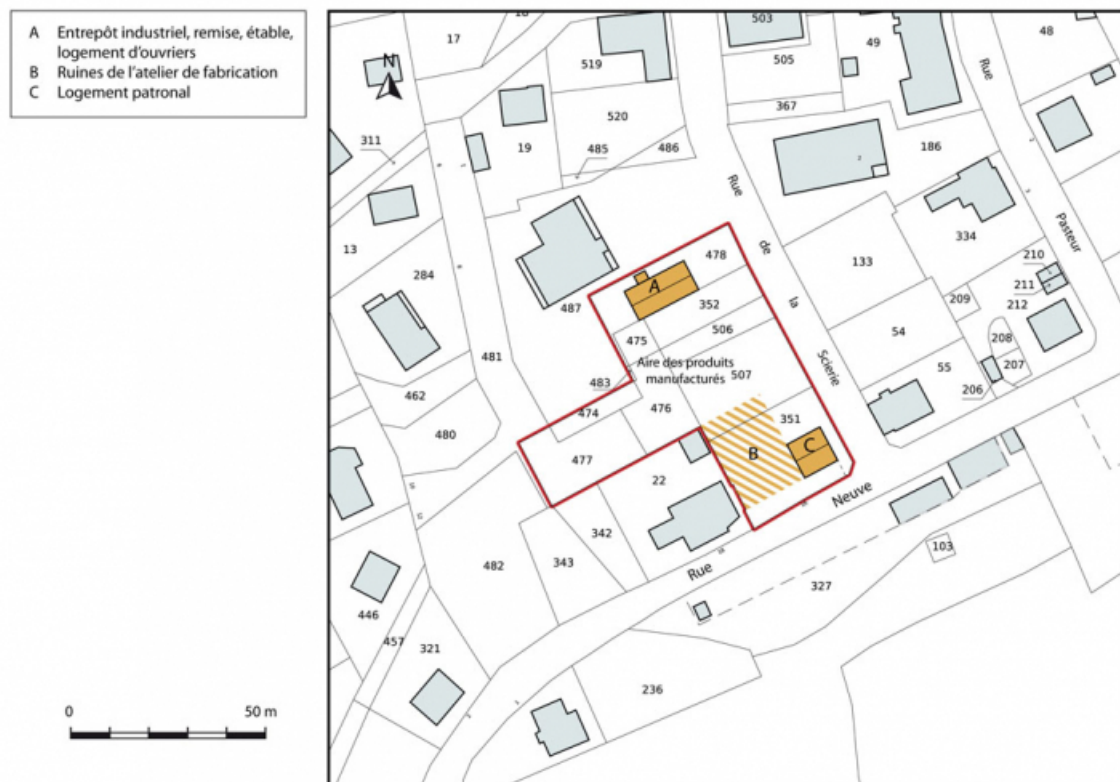 A Entrepôt industriel, remise, étable,
logement d'ouvriers
B Ruines de l'atelier de fabrication
C Logement patronal
N
17
503
49
48
Rue
519
505
367
311
19
520
485
486
186
2
Rue
Pasteur
13
284
478
de
133
334
210
211
212
A
487
352
la
209
475
506
54
208
481
Aire des produits
manufacturés
483
507
Scierie
55
207
206
462
474
476
351
480
477
B
C
22
Neuve
482
343
342
Rue
103
327
446
457
321
236
0 50 m